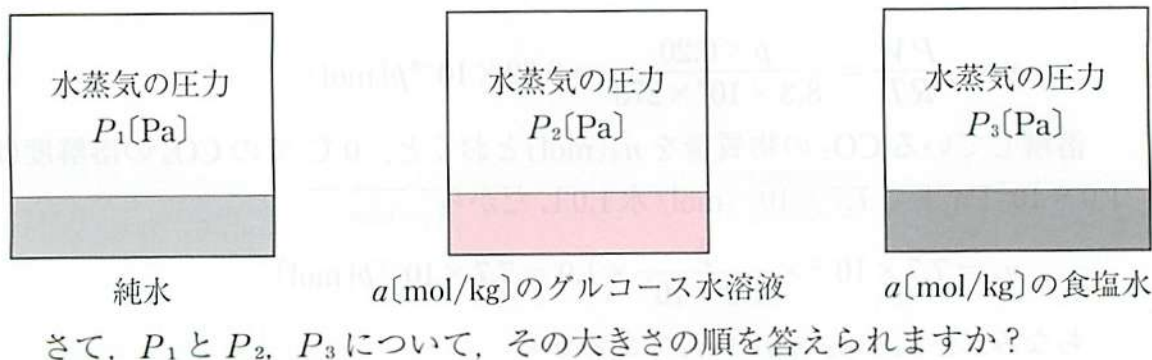 水蒸気の圧力
P₁〔Pa〕
水蒸気の圧力
P₂〔Pa〕
水蒸気の圧力
P₃〔Pa〕
純水
a〔mol/kg〕のグルコース水溶液
a〔mol/kg〕の食塩水
さて，P₁とP₂，P₃について，その大きさの順を答えられますか？